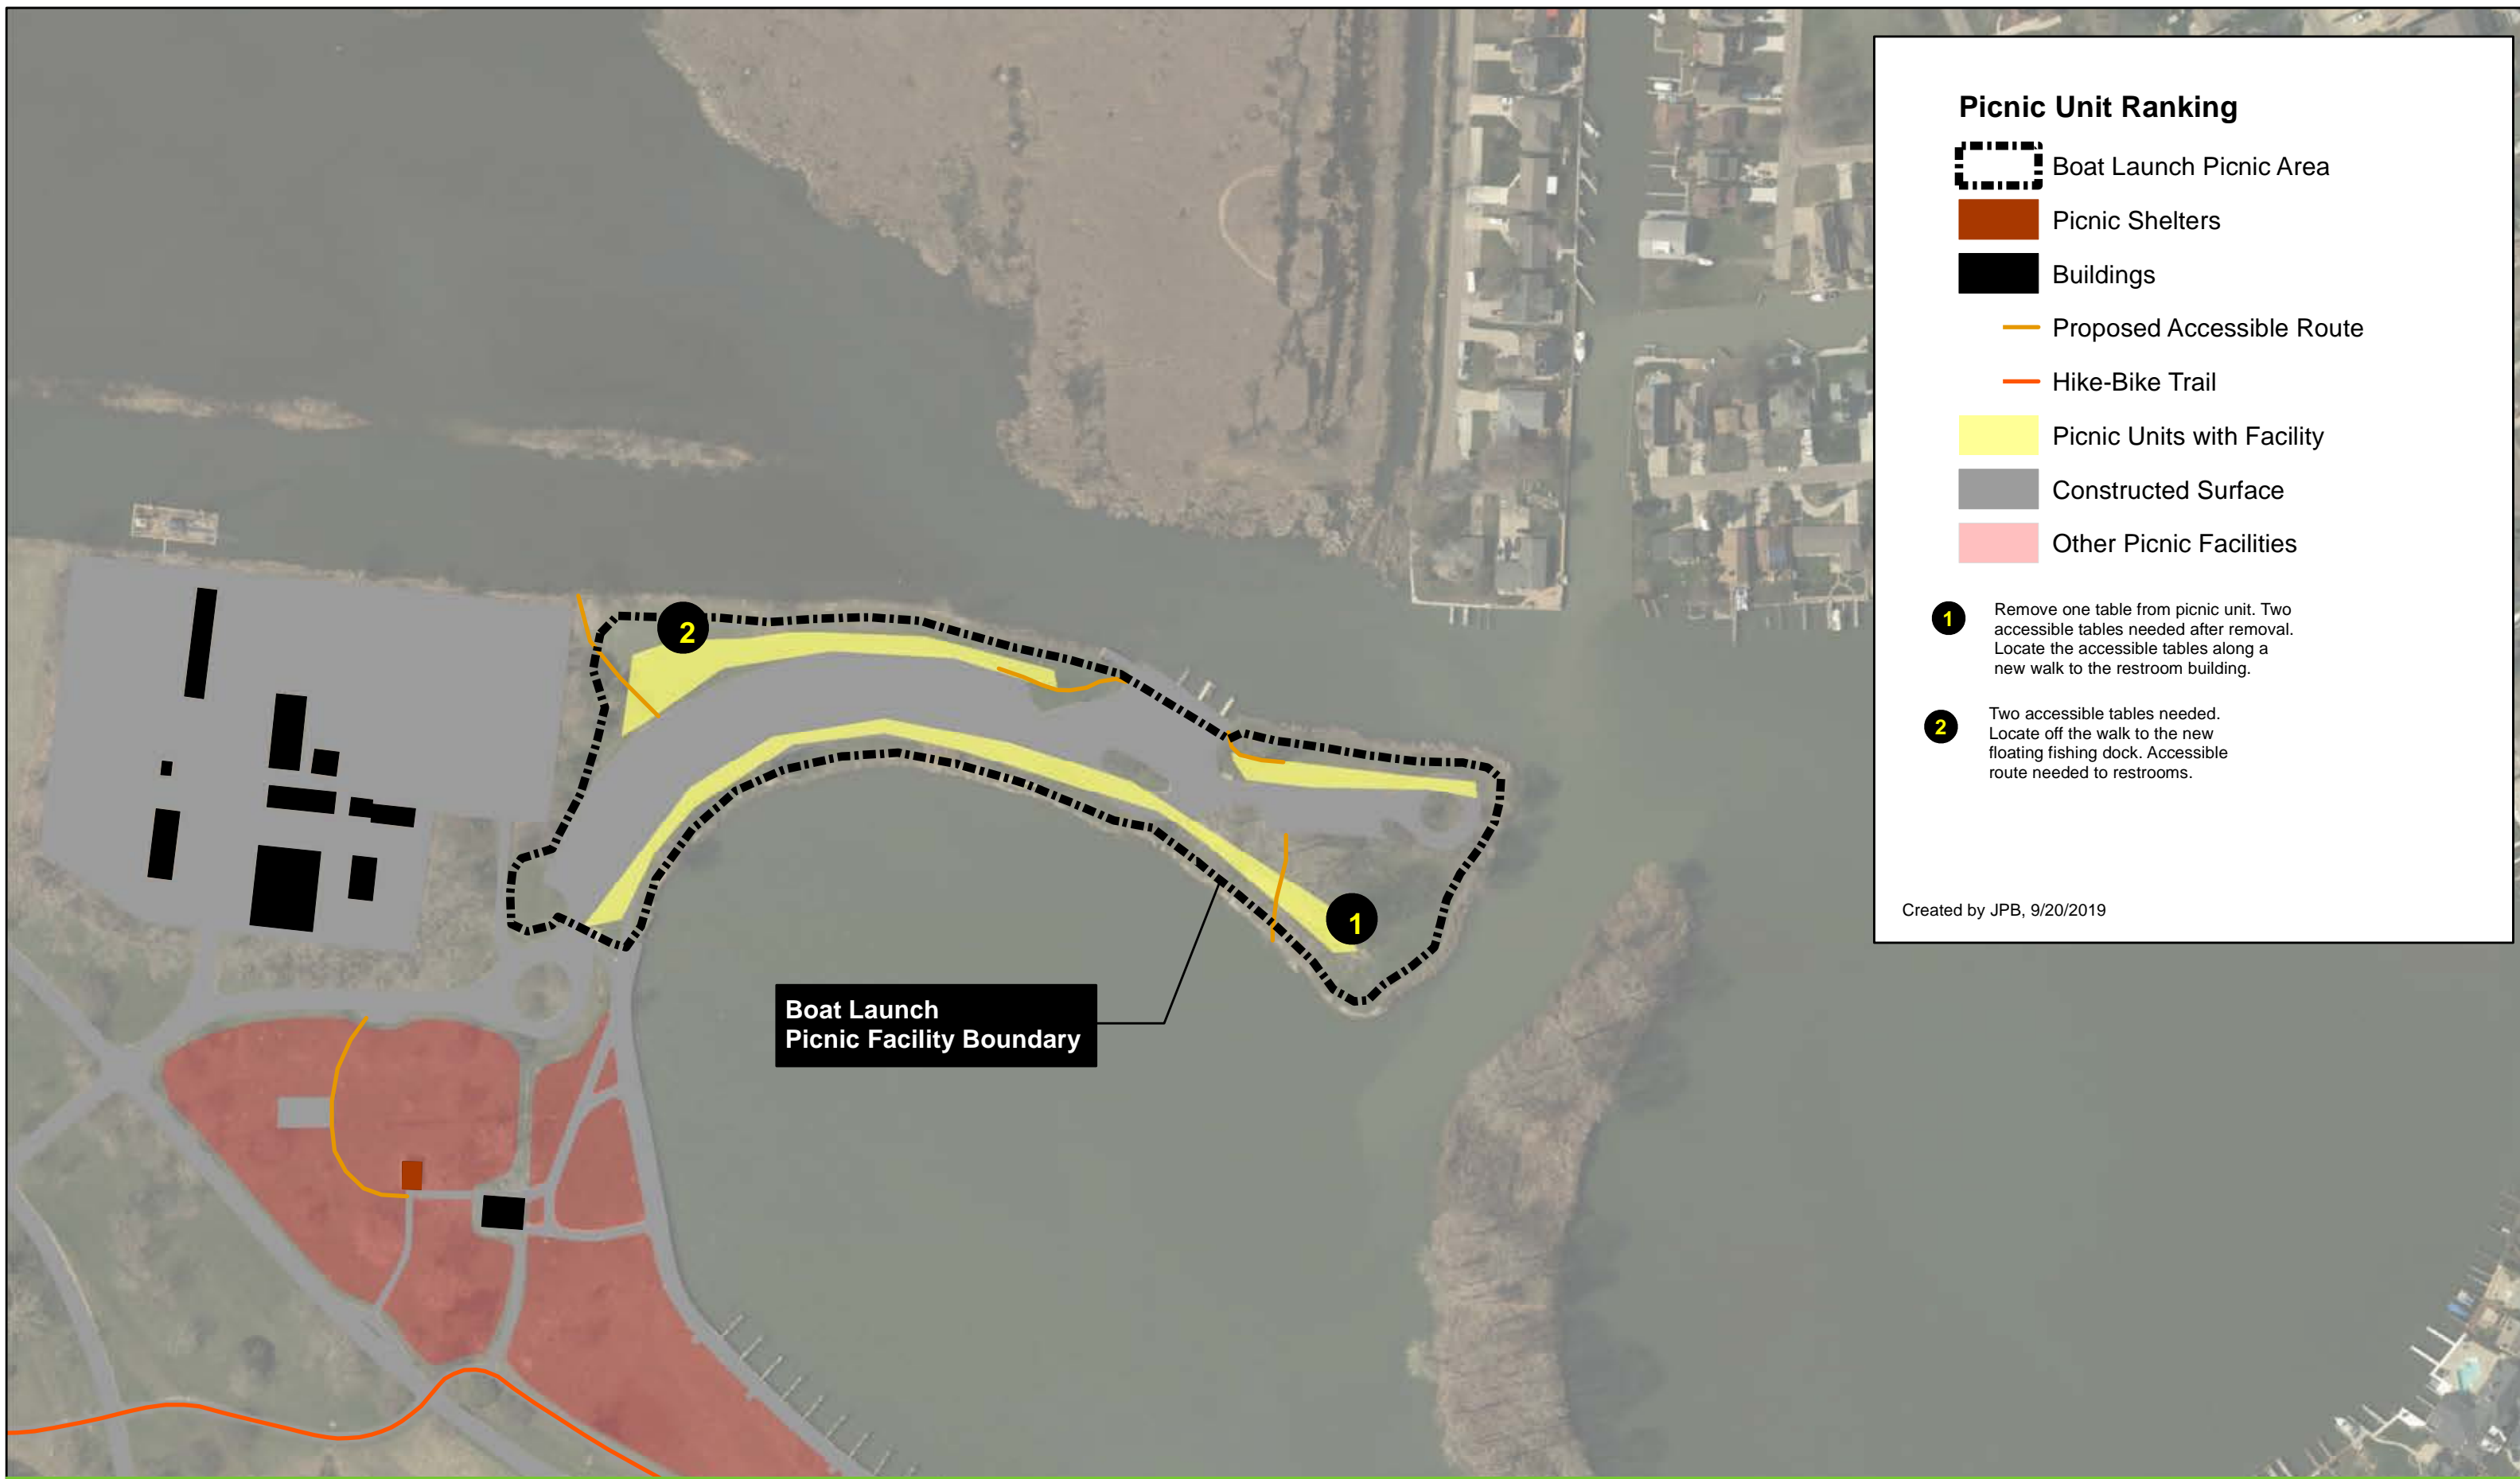 Picnic Unit Ranking
Boat Launch Picnic Area
Picnic Shelters
Buildings
Proposed Accessible Route
Hike-Bike Trail
Picnic Units with Facility
Constructed Surface
Other Picnic Facilities
1
Remove one table from picnic unit. Two
accessible tables needed after removal.
Locate the accessible tables along a
new walk to the restroom building.
2
Two accessible tables needed.
Locate off the walk to the new
floating fishing dock. Accessible
route needed to restrooms.
Created by JPB, 9/20/2019
2
1
Boat Launch
Picnic Facility Boundary